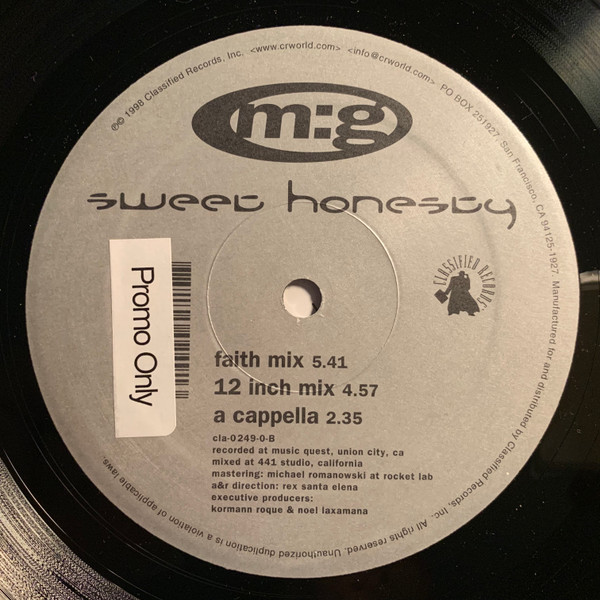 ℗© 1998 Classified Records, Inc. <www.crworld.com> <info@crworld.com> PO BOX 251927, San Francisco, CA 94125-1927. Manufactured for and distributed by Classified Records, Inc. All rights reserved. Unauthorized duplication is a violation of applicable laws.
m:g
sweet honesty
CLASSIFIED RECORDS
Promo Only
faith mix 5.41
12 inch mix 4.57
a cappella 2.35
cla-0249-0-B
recorded at music quest, union city, ca
mixed at 441 studio, california
mastering: michael romanowski at rocket lab
a&r direction: rex santa elena
executive producers:
kormann roque & noel laxamana